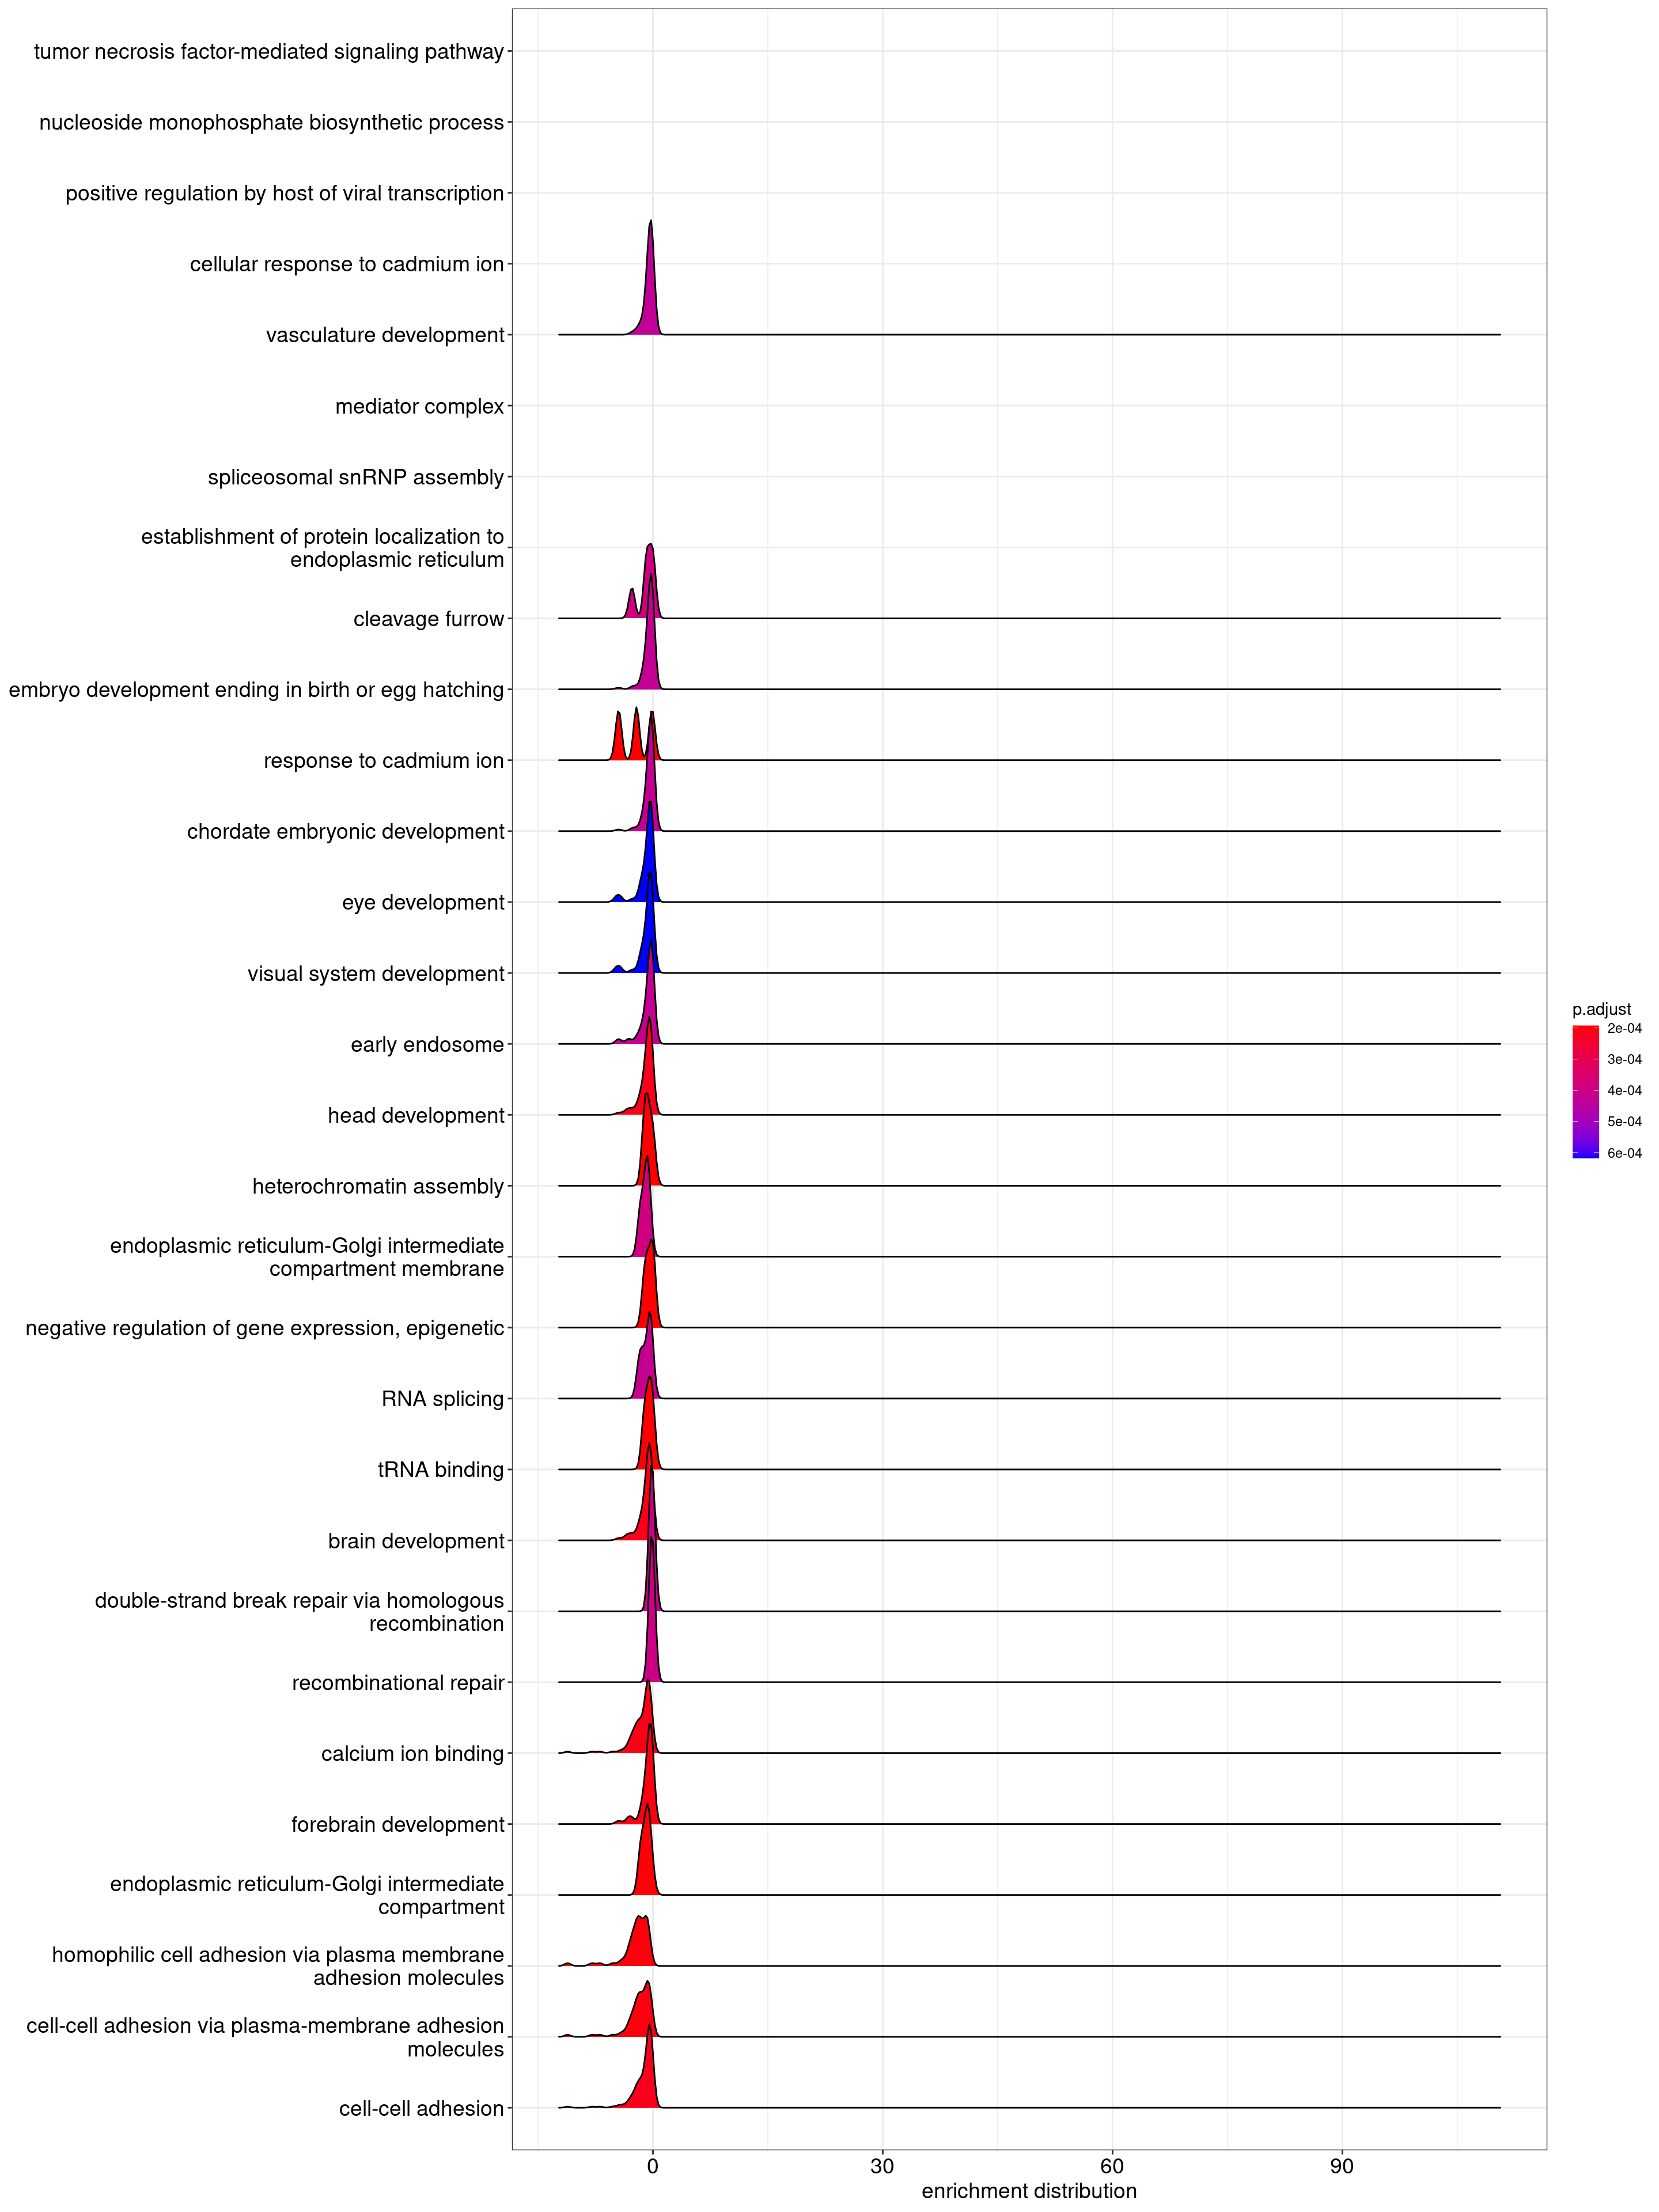 tumor necrosis factor-mediated signaling pathway
nucleoside monophosphate biosynthetic process
positive regulation by host of viral transcription
cellular response to cadmium ion
vasculature development
mediator complex
spliceosomal snRNP assembly
establishment of protein localization to
endoplasmic reticulum
cleavage furrow
embryo development ending in birth or egg hatching
response to cadmium ion
chordate embryonic development
eye development
visual system development
early endosome
head development
heterochromatin assembly
endoplasmic reticulum-Golgi intermediate
compartment membrane
negative regulation of gene expression, epigenetic
RNA splicing
tRNA binding
brain development
double-strand break repair via homologous
recombination
recombinational repair
calcium ion binding
forebrain development
endoplasmic reticulum-Golgi intermediate
compartment
homophilic cell adhesion via plasma membrane
adhesion molecules
cell-cell adhesion via plasma-membrane adhesion
molecules
cell-cell adhesion
0 30 60 90
enrichment distribution
p.adjust
2e-04
3e-04
4e-04
5e-04
6e-04